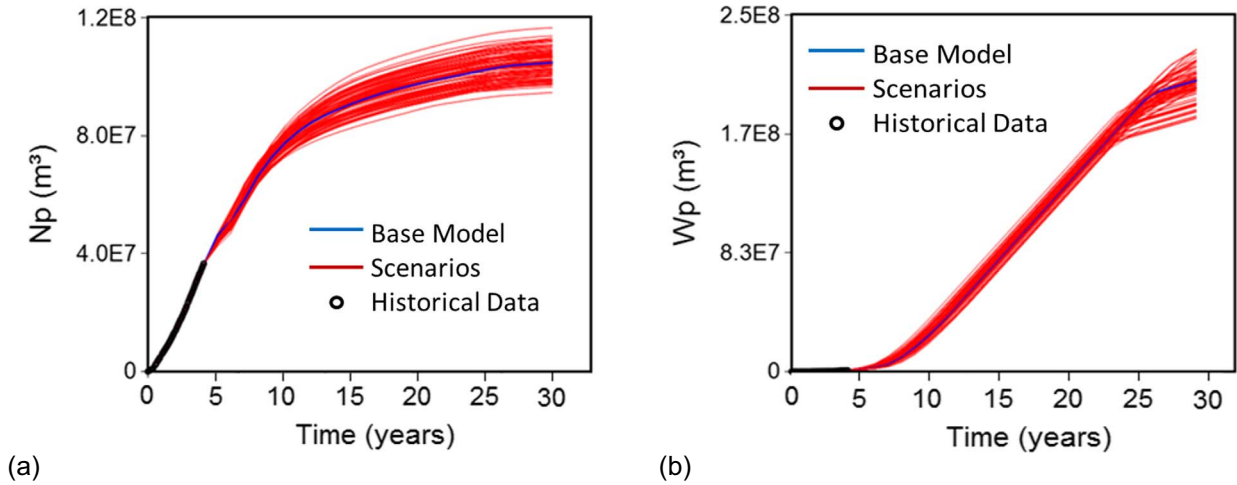 1.2E8
8.0E7
4.0E7
0
Np (m³)
Base Model
Scenarios
Historical Data
0 5 10 15 20 25 30
Time (years)
(a)
2.5E8
1.7E8
8.3E7
0
Wp (m³)
Base Model
Scenarios
Historical Data
0 5 10 15 20 25 30
Time (years)
(b)